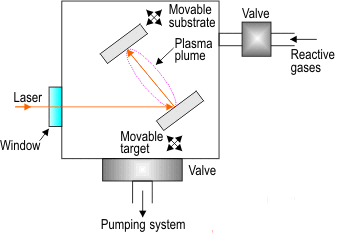 Movable
substrate
Valve
Plasma
plume
Reactive
gases
Laser
Window
Movable
target
Valve
Pumping system